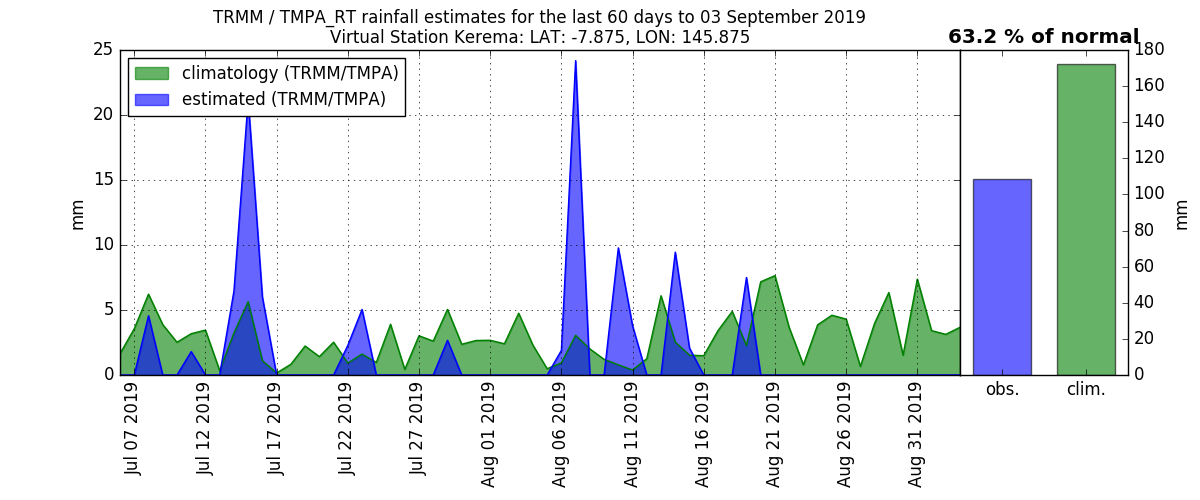 TRMM / TMPA_RT rainfall estimates for the last 60 days to 03 September 2019
Virtual Station Kerema: LAT: -7.875, LON: 145.875
63.2 % of normal
climatology (TRMM/TMPA)
estimated (TRMM/TMPA)
25
20
15
10
5
0
mm
Jul 07 2019
Jul 12 2019
Jul 17 2019
Jul 22 2019
Jul 27 2019
Aug 01 2019
Aug 06 2019
Aug 11 2019
Aug 16 2019
Aug 21 2019
Aug 26 2019
Aug 31 2019
obs.
clim.
180
160
140
120
100
80
60
40
20
0
mm